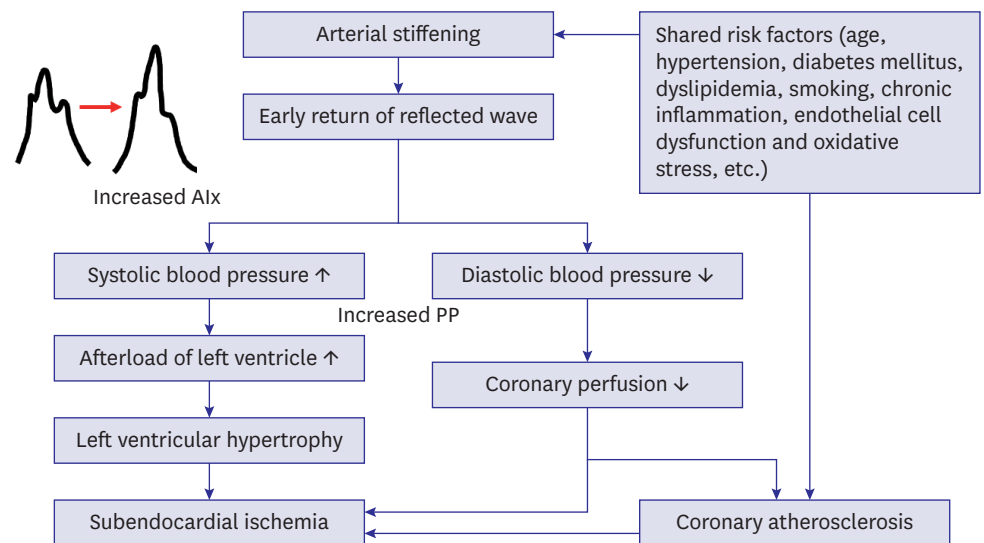 Arterial stiffening
Shared risk factors (age,
hypertension, diabetes mellitus,
dyslipidemia, smoking, chronic
inflammation, endothelial cell
dysfunction and oxidative
stress, etc.)
Early return of reflected wave
Increased AIx
Systolic blood pressure ↑
Diastolic blood pressure ↓
Increased PP
Afterload of left ventricle ↑
Coronary perfusion ↓
Left ventricular hypertrophy
Subendocardial ischemia
Coronary atherosclerosis